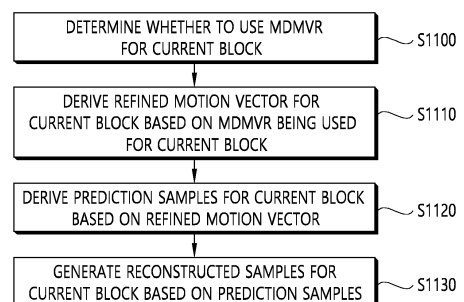 DETERMINE WHETHER TO USE MDMVR
FOR CURRENT BLOCK
S1100
DERIVE REFINED MOTION VECTOR FOR
CURRENT BLOCK BASED ON MDMVR BEING USED
FOR CURRENT BLOCK
S1110
DERIVE PREDICTION SAMPLES FOR CURRENT BLOCK
BASED ON REFINED MOTION VECTOR
S1120
GENERATE RECONSTRUCTED SAMPLES FOR
CURRENT BLOCK BASED ON PREDICTION SAMPLES
S1130